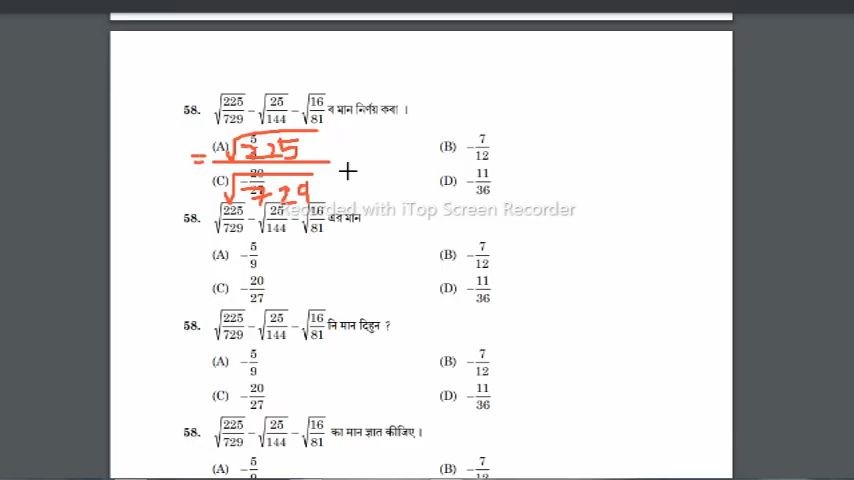 58. √225/729 – √25/144 – √16/81 ৰ मान निर्णय কৰা ।
(A) 5 (B) – 7/12
= √225/√729
(C) – 20/27 (D) – 11/36
Recorded with iTop Screen Recorder
58. √225/729 – √25/144 – √16/81 এর মান
(A) – 5/9 (B) – 7/12
(C) – 20/27 (D) – 11/36
58. √225/729 – √25/144 – √16/81 नि मान दिहुन ?
(A) – 5/9 (B) – 7/12
(C) – 20/27 (D) – 11/36
58. √225/729 – √25/144 – √16/81 का मान ज्ञात कीजिए ।
(A) – 5/9 (B) – 7/12